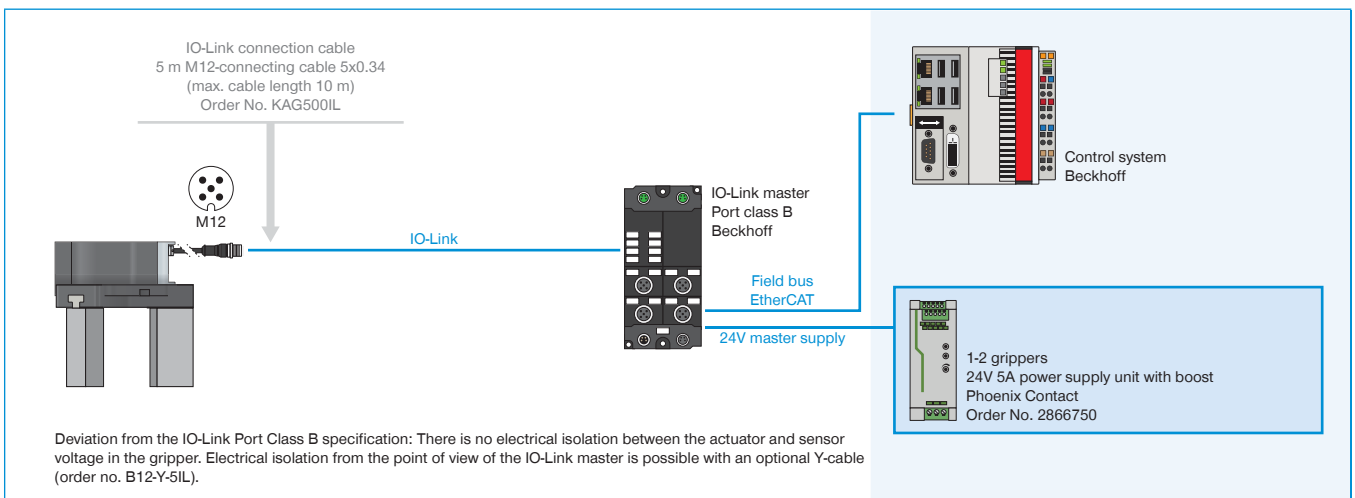 IO-Link connection cable
5 m M12-connecting cable 5x0.34
(max. cable length 10 m)
Order No. KAG500IL
M12
IO-Link
IO-Link master
Port class B
Beckhoff
Field bus
EtherCAT
24V master supply
Control system
Beckhoff
1-2 grippers
24V 5A power supply unit with boost
Phoenix Contact
Order No. 2866750
Deviation from the IO-Link Port Class B specification: There is no electrical isolation between the actuator and sensor
voltage in the gripper. Electrical isolation from the point of view of the IO-Link master is possible with an optional Y-cable
(order no. B12-Y-5IL).